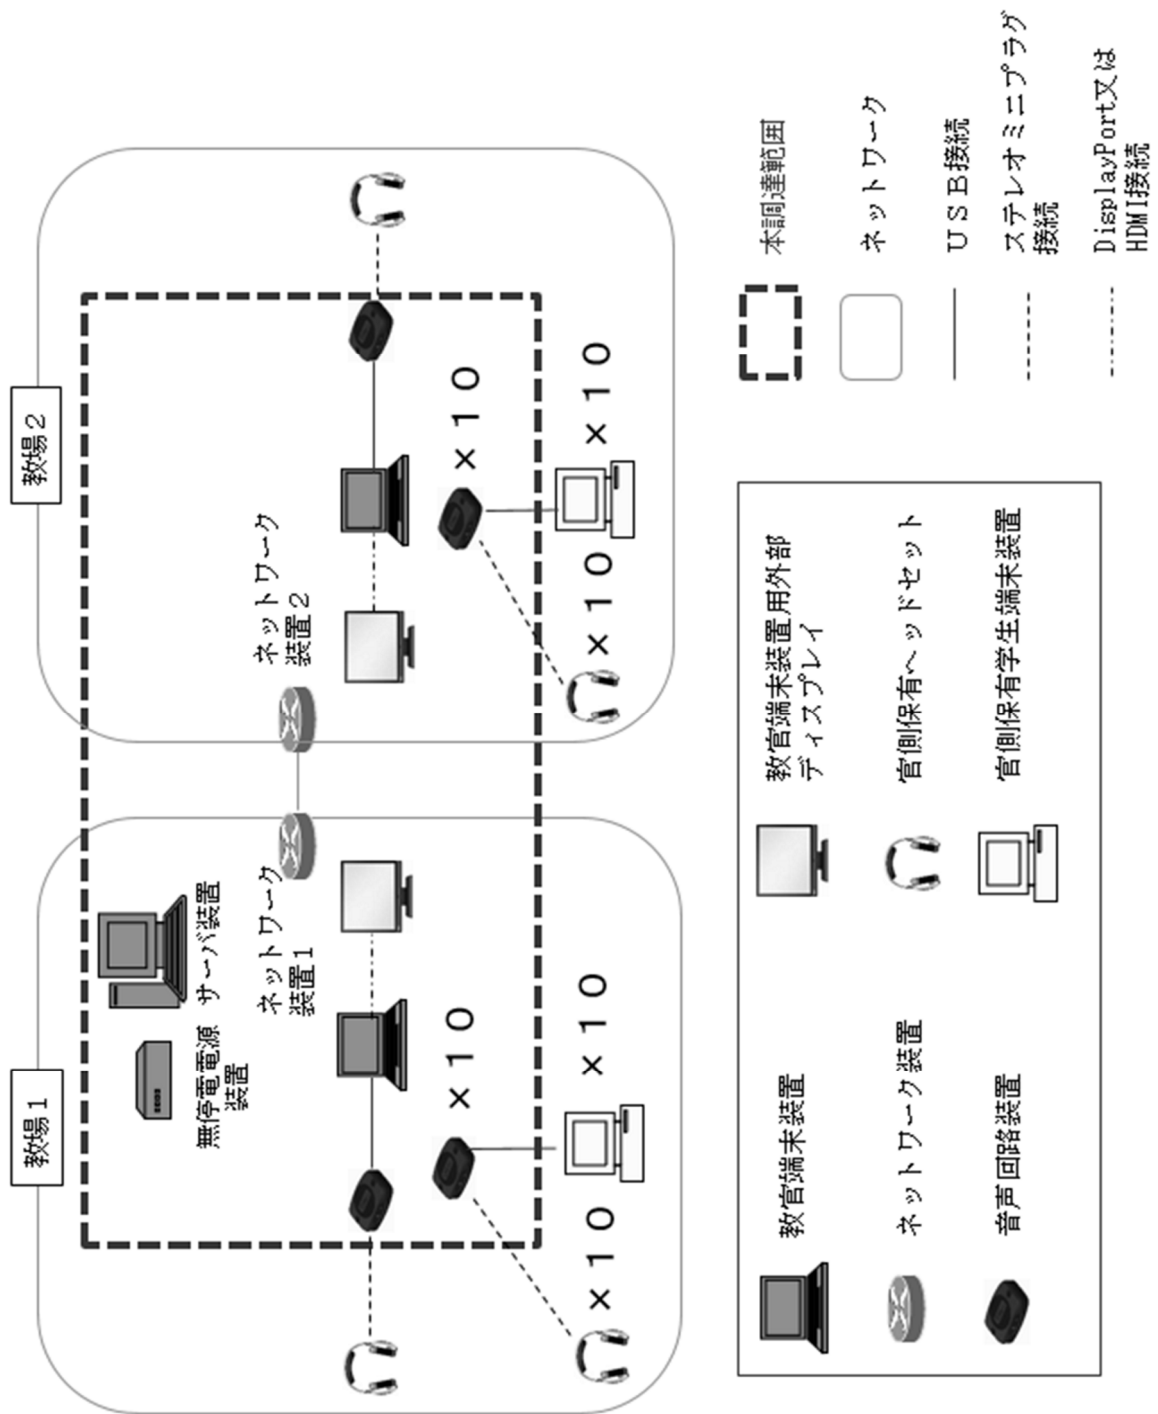 教場1
教場2
無停電電源
装置
サーバ装置
ネットワーク
装置1
ネットワーク
装置2
×10
×10
×10
×10
×10
×10
教官端末装置
教官端末装置用外部
ディスプレイ
ネットワーク装置
官側保有ヘッドセット
音声回路装置
官側保有学生端末装置
本調達範囲
ネットワーク
USB接続
ステレオミニプラグ
接続
DisplayPort又は
HDMI接続